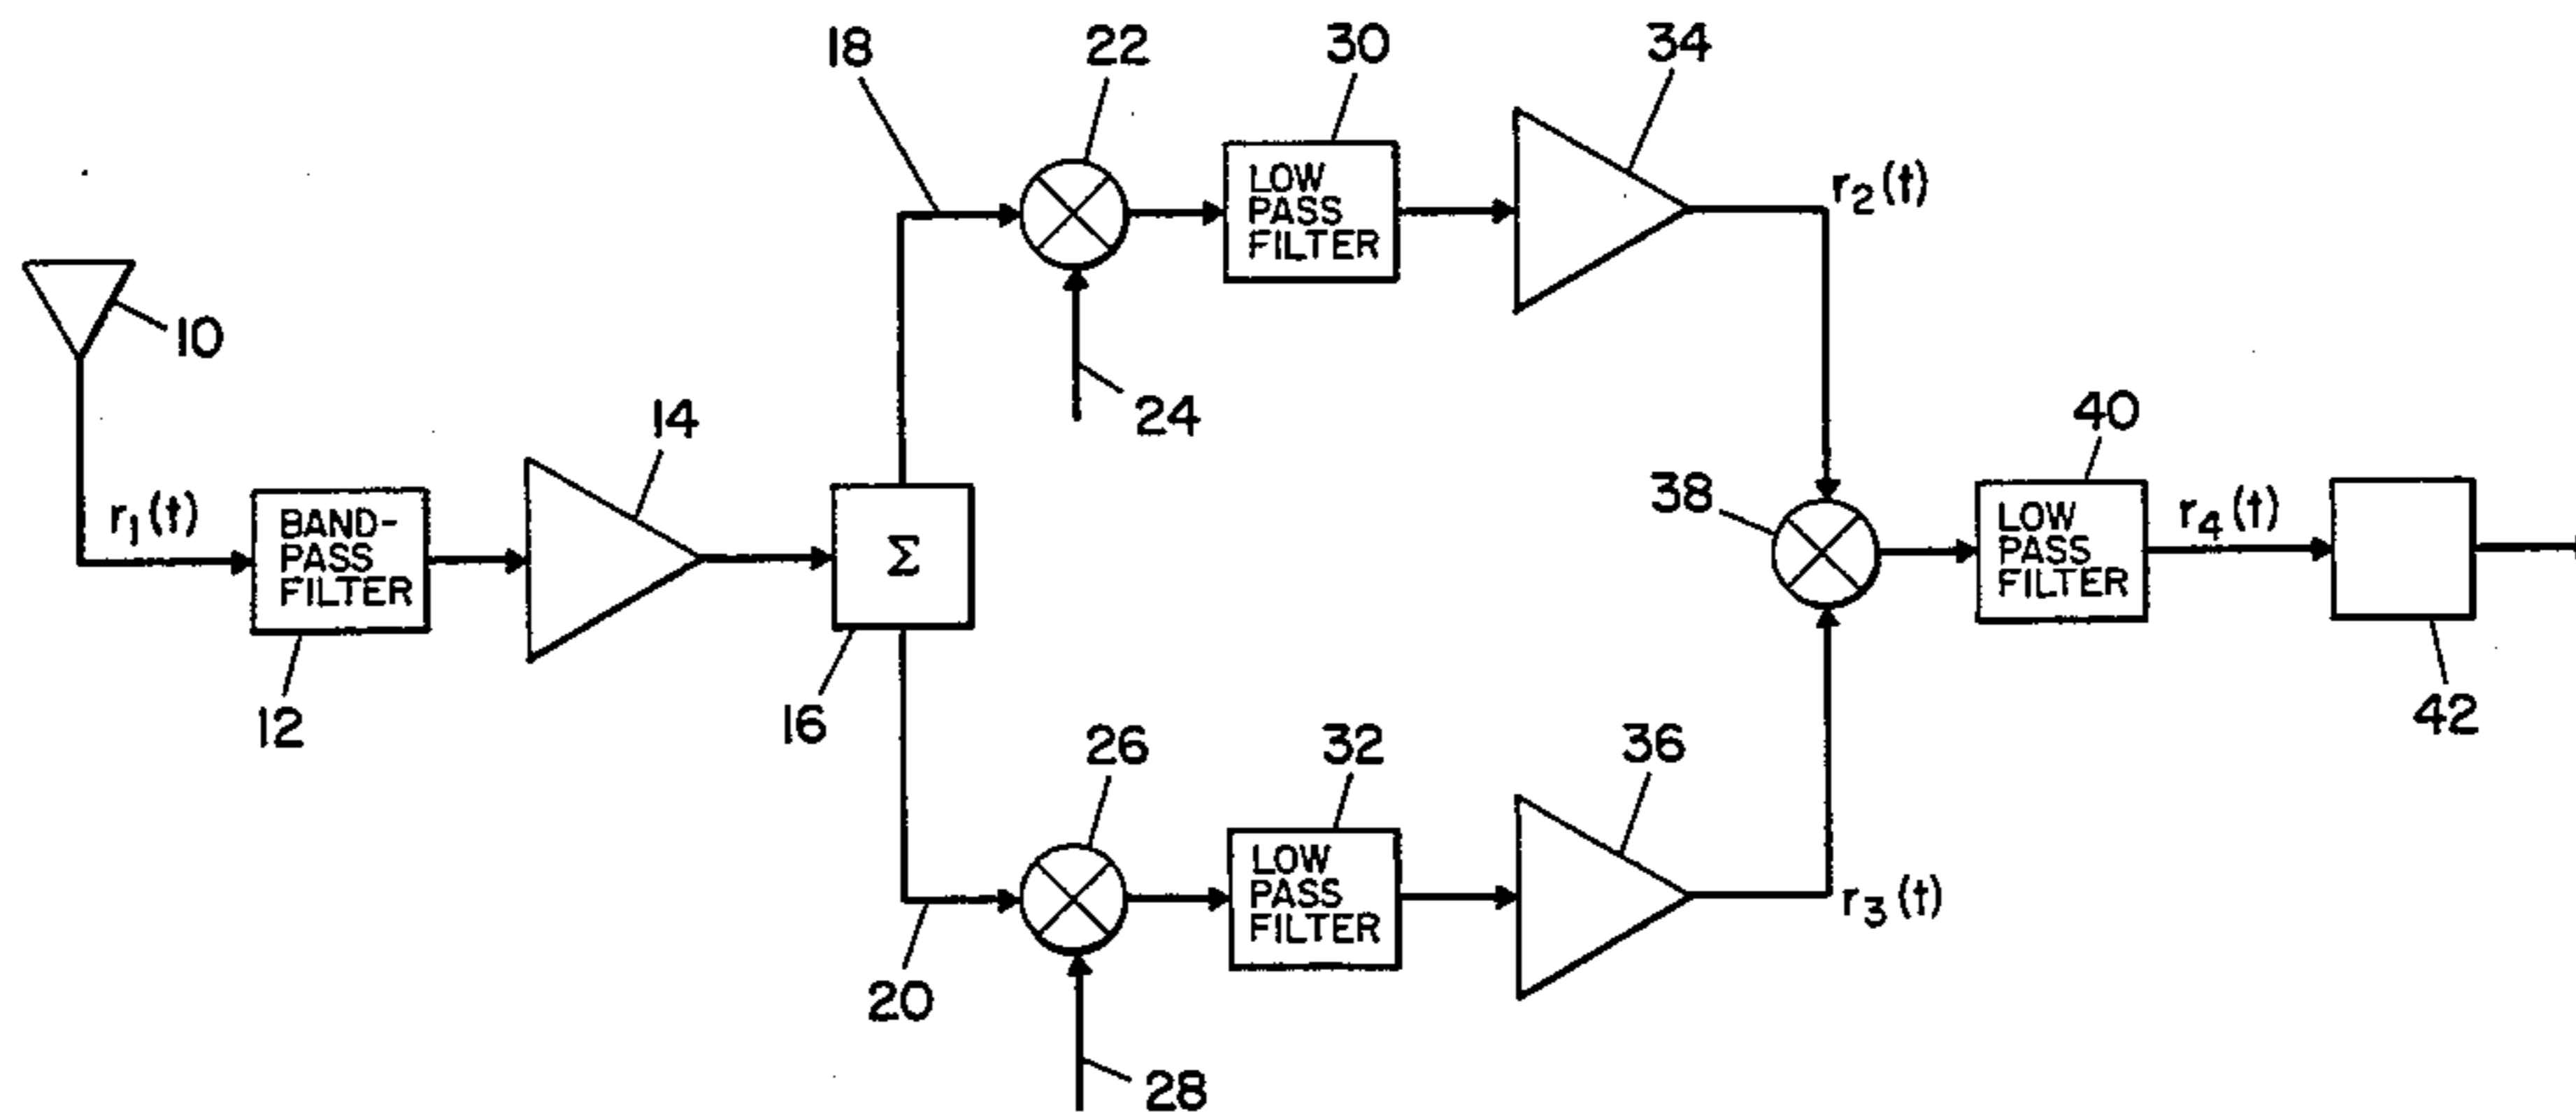 18
22
30
34
LOW
PASS
FILTER
r2(t)
10
24
14
40
r1(t)
BAND-
PASS
FILTER
Σ
38
LOW
PASS
FILTER
r4(t)
12
16
42
26
32
36
LOW
PASS
FILTER
r3(t)
20
28